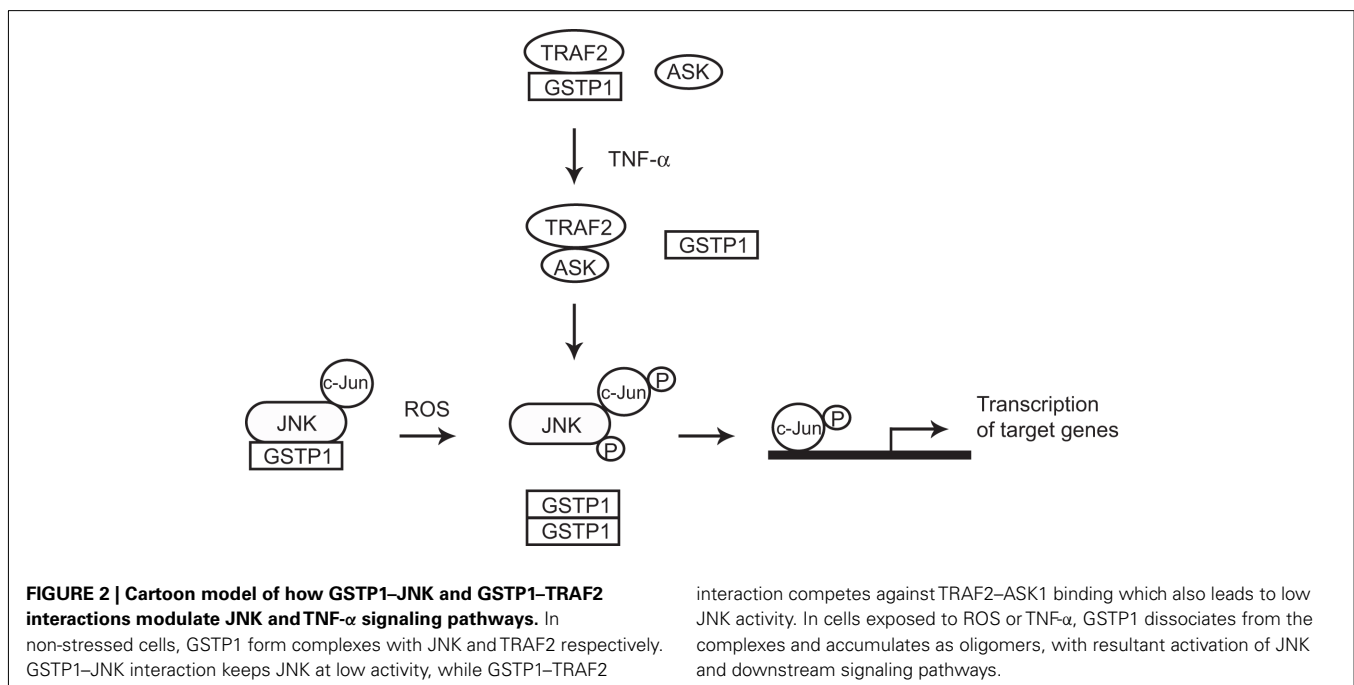 TRAF2
GSTP1
ASK
TNF-α
TRAF2
ASK
GSTP1
c-Jun
JNK
GSTP1
ROS
c-Jun
P
JNK
P
GSTP1
GSTP1
c-Jun
P
Transcription
of target genes
FIGURE 2 | Cartoon model of how GSTP1–JNK and GSTP1–TRAF2
interactions modulate JNK and TNF-α signaling pathways. In
non-stressed cells, GSTP1 form complexes with JNK and TRAF2 respectively.
GSTP1–JNK interaction keeps JNK at low activity, while GSTP1–TRAF2
interaction competes against TRAF2–ASK1 binding which also leads to low
JNK activity. In cells exposed to ROS or TNF-α, GSTP1 dissociates from the
complexes and accumulates as oligomers, with resultant activation of JNK
and downstream signaling pathways.